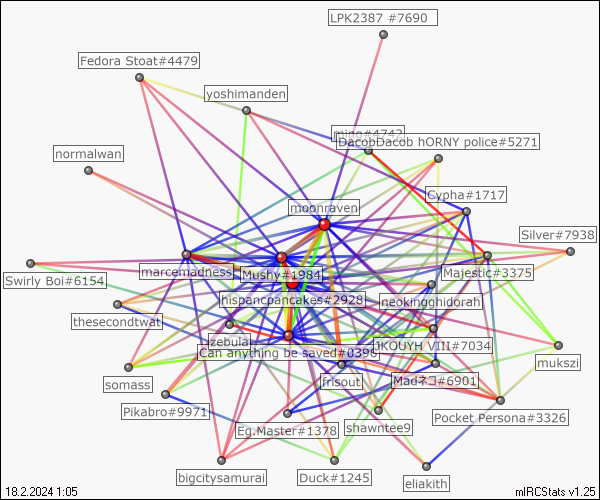 LPK2387 #7690
Fedora Stoat#4479
yoshimanden
ming#4742
DacobDacob hORNY police#5271
normalwan
Cypha#1717
moonraven
Silver#7938
marcemadness
Mushy#1984
Majestic#3375
Swirly Boi#6154
hispancpancakes#2928
neokingghidorah
thesecondtwat
zebula
Can anything be saved#0396
KOUYH VIII#7034
mukszi
somass
frisout
Madネコ#6901
Pikabro#9971
Pocket Persona#3326
Eg.Master#1378
shawntee9
bigcitysamurai
Duck#1245
eliakith
18.2.2024 1:05
mIRCStats v1.25